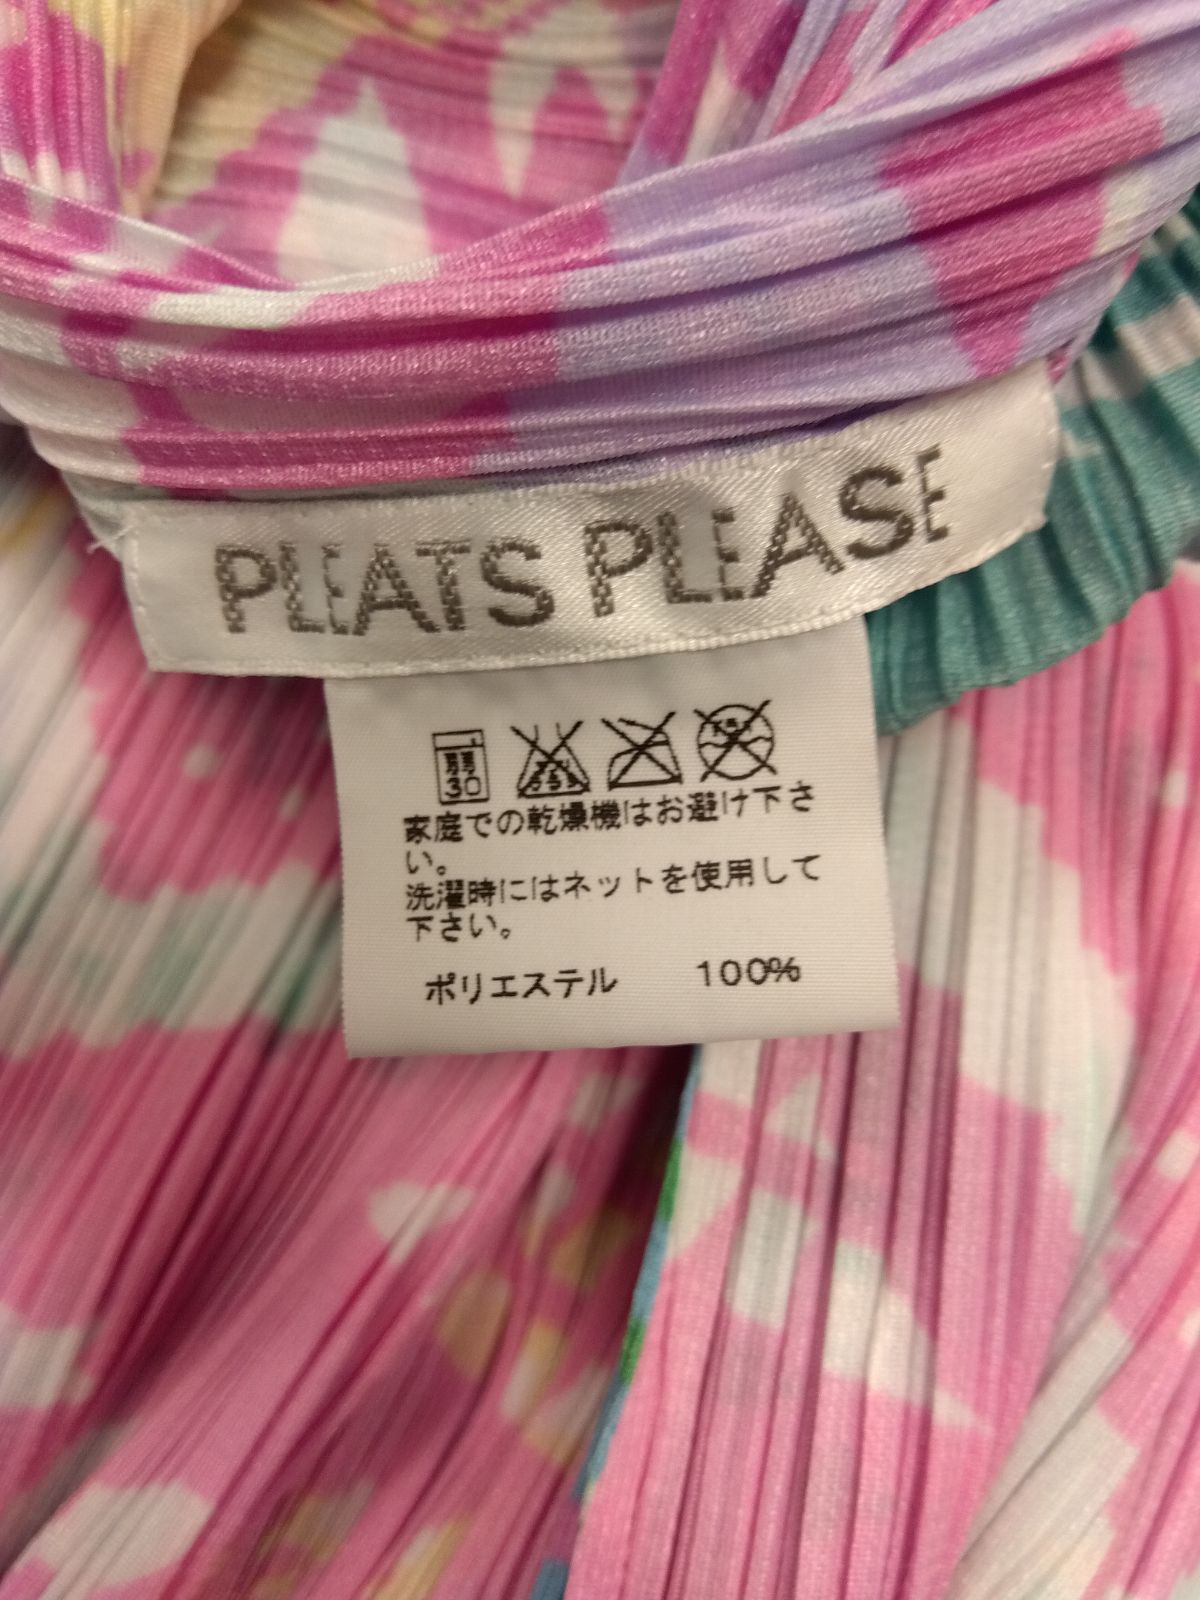 PLEATS PLEASE
弱
30
家庭での乾燥機はお避け下さ
い。
洗濯時にはネットを使用して
下さい。
ポリエステル 100%